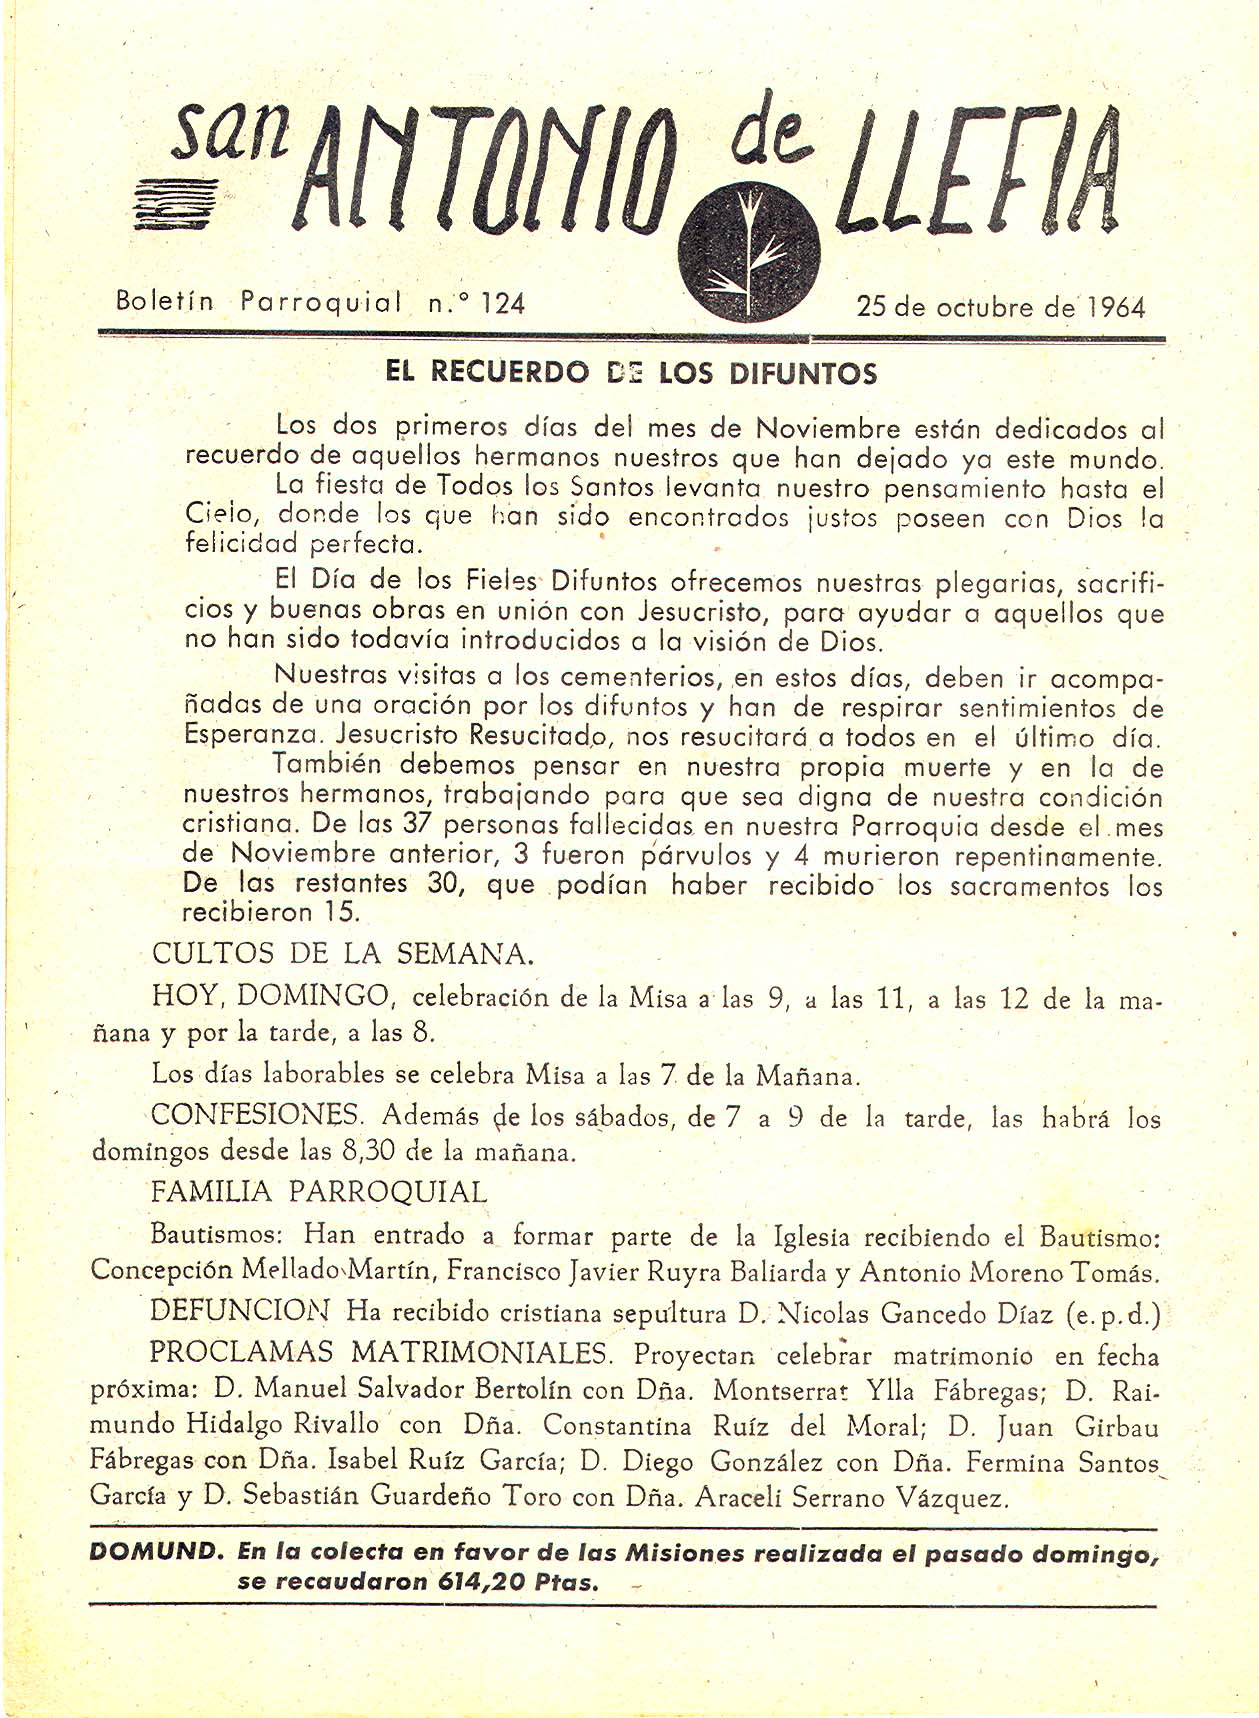 san ANTONIO de LLEFIA
Boletín Parroquial n.° 124
25 de octubre de 1964
EL RECUERDO DE LOS DIFUNTOS
Los dos primeros días del mes de Noviembre están dedicados al
recuerdo de aquellos hermanos nuestros que han dejado ya este mundo.
La fiesta de Todos los Santos levanta nuestro pensamiento hasta el
Cielo, donde los que han sido encontrados justos poseen con Dios la
felicidad perfecta.
El Día de los Fieles Difuntos ofrecemos nuestras plegarias, sacrifi-
cios y buenas obras en unión con Jesucristo, para ayudar a aquellos que
no han sido todavía introducidos a la visión de Dios.
Nuestras visitas a los cementerios, en estos días, deben ir acompa-
ñadas de una oración por los difuntos y han de respirar sentimientos de
Esperanza. Jesucristo Resucitado, nos resucitará a todos en el último día.
También debemos pensar en nuestra propia muerte y en la de
nuestros hermanos, trabajando para que sea digna de nuestra condición
cristiana. De las 37 personas fallecidas en nuestra Parroquia desde el mes
de Noviembre anterior, 3 fueron párvulos y 4 murieron repentinamente.
De las restantes 30, que podían haber recibido los sacramentos los
recibieron 15.
CULTOS DE LA SEMANA.
HOY, DOMINGO, celebración de la Misa a las 9, a las 11, a las 12 de la ma-
ñana y por la tarde, a las 8.
Los días laborables se celebra Misa a las 7 de la Mañana.
CONFESIONES. Además de los sábados, de 7 a 9 de la tarde, las habrá los
domingos desde las 8,30 de la mañana.
FAMILIA PARROQUIAL
Bautismos: Han entrado a formar parte de la Iglesia recibiendo el Bautismo:
Concepción Mellado Martín, Francisco Javier Ruyra Baliarda y Antonio Moreno Tomás.
DEFUNCION Ha recibido cristiana sepultura D. Nicolas Gancedo Díaz (e.p.d.)
PROCLAMAS MATRIMONIALES. Proyectan celebrar matrimonio en fecha
próxima: D. Manuel Salvador Bertolín con Dña. Montserrat Ylla Fábregas; D. Rai-
mundo Hidalgo Rivallo con Dña. Constantina Ruíz del Moral; D. Juan Girbau
Fábregas con Dña. Isabel Ruíz García; D. Diego González con Dña. Fermina Santos
García y D. Sebastián Guardeño Toro con Dña. Araceli Serrano Vázquez.
DOMUND. En la colecta en favor de las Misiones realizada el pasado domingo,
se recaudaron 614,20 Ptas.